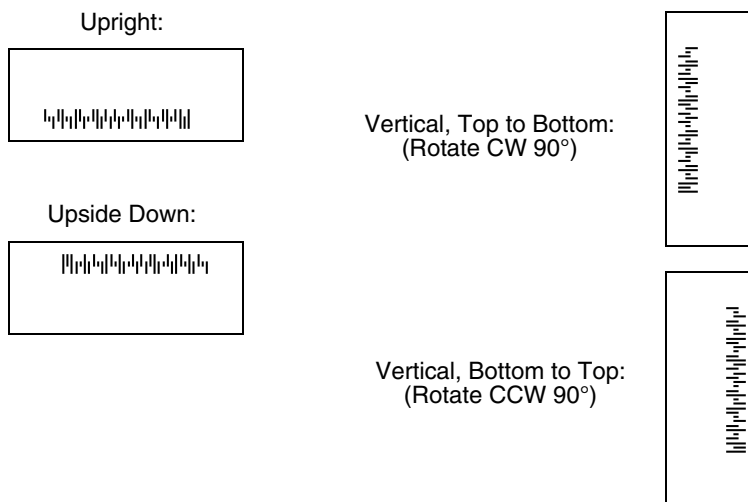 Upright:
Vertical, Top to Bottom:
(Rotate CW 90°)
Upside Down:
Vertical, Bottom to Top:
(Rotate CCW 90°)